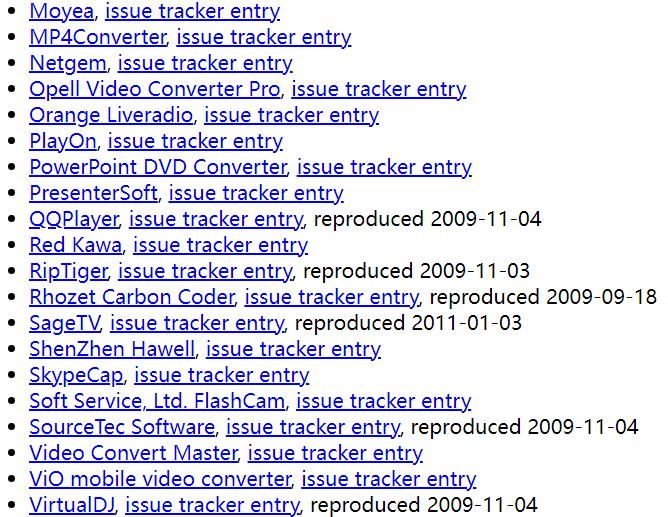 Moyea, issue tracker entry
MP4Converter, issue tracker entry
Netgem, issue tracker entry
Opell Video Converter Pro, issue tracker entry
Orange Liveradio, issue tracker entry
PlayOn, issue tracker entry
PowerPoint DVD Converter, issue tracker entry
PresenterSoft, issue tracker entry
QQPlayer, issue tracker entry, reproduced 2009-11-04
Red Kawa, issue tracker entry
RipTiger, issue tracker entry, reproduced 2009-11-03
Rhozet Carbon Coder, issue tracker entry, reproduced 2009-09-18
SageTV, issue tracker entry, reproduced 2011-01-03
ShenZhen Hawell, issue tracker entry
SkypeCap, issue tracker entry
Soft Service, Ltd. FlashCam, issue tracker entry
SourceTec Software, issue tracker entry, reproduced 2009-11-04
Video Convert Master, issue tracker entry
ViO mobile video converter, issue tracker entry
VirtualDJ, issue tracker entry, reproduced 2009-11-04